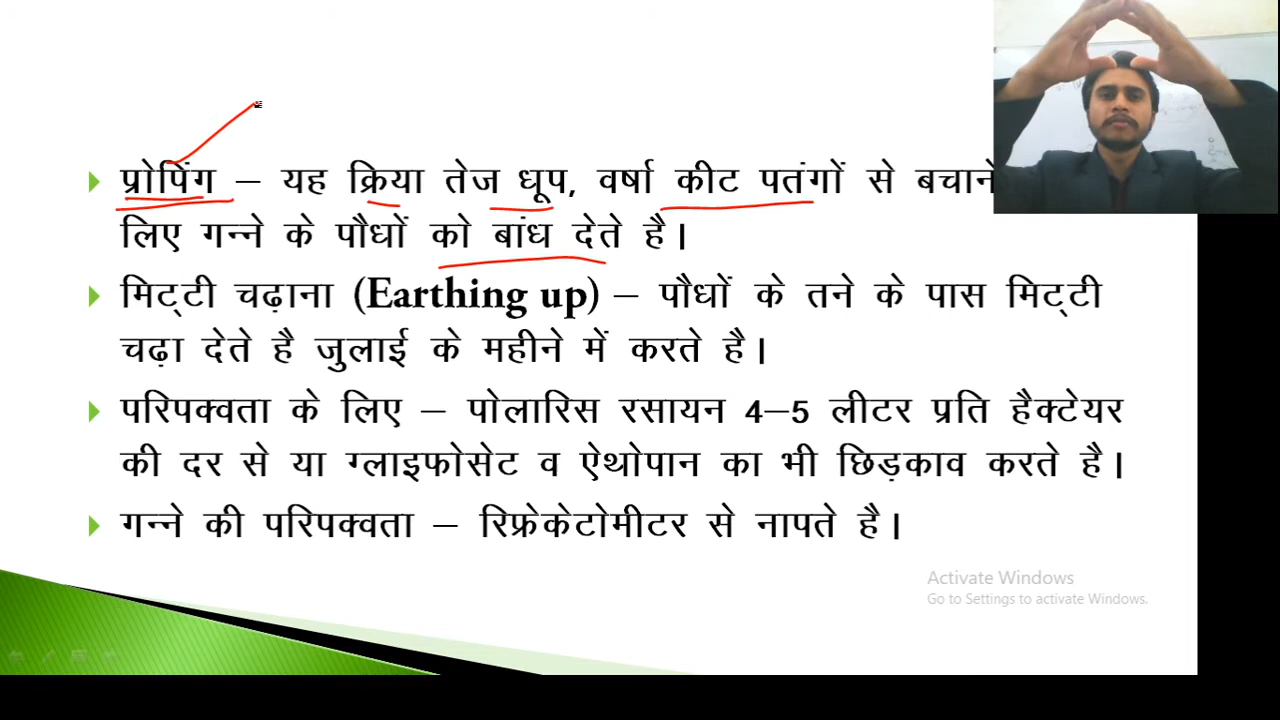 प्रोपिंग – यह क्रिया तेज धूप, वर्षा कीट पतंगों से बचाने
लिए गन्ने के पौधों को बांध देते है।
मिट्टी चढ़ाना (Earthing up) – पौधों के तने के पास मिट्टी
चढ़ा देते है जुलाई के महीने में करते है।
परिपक्वता के लिए – पोलारिस रसायन 4–5 लीटर प्रति हैक्टेयर
की दर से या ग्लाइफोसेट व ऐथोपान का भी छिड़काव करते है।
गन्ने की परिपक्वता – रिफ्रेकेटोमीटर से नापते है।
Activate Windows
Go to Settings to activate Windows.